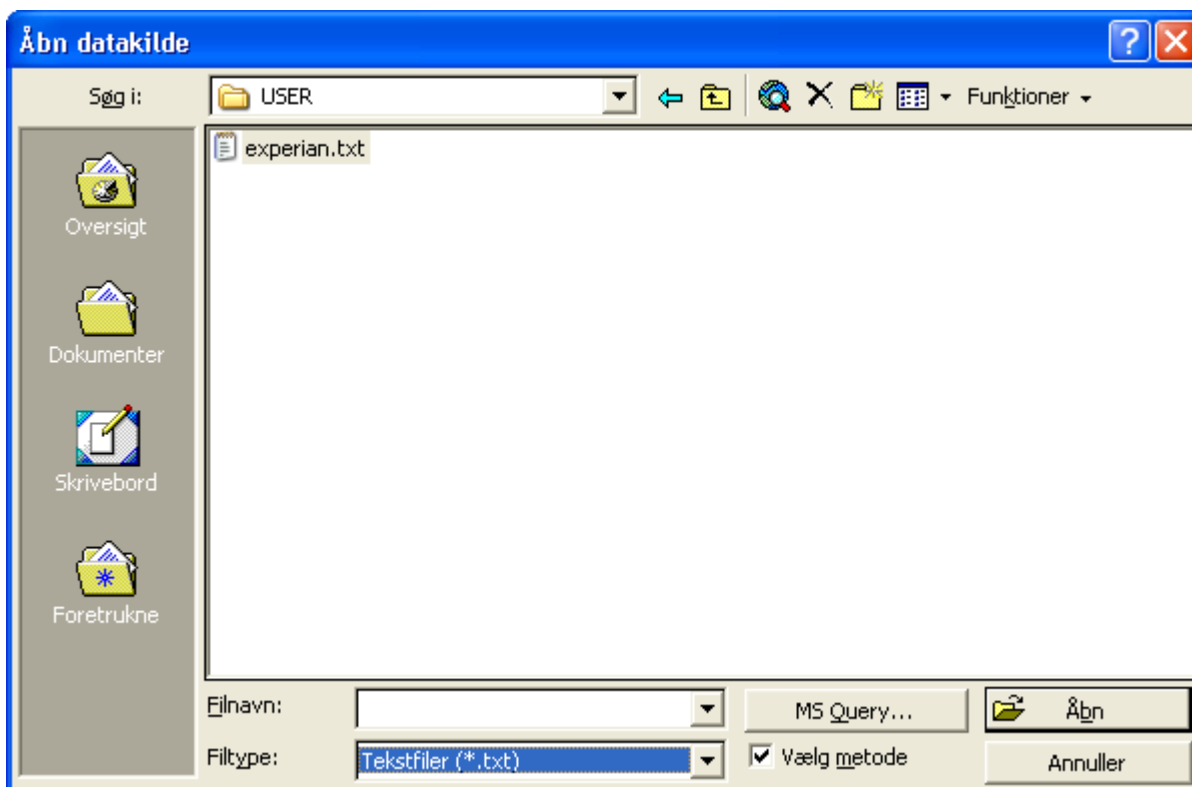 Åbn datakilde
Søg i:
USER
Funktioner
experian.txt
Oversigt
Dokumenter
Skrivebord
Foretrukne
Filnavn:
MS Query...
Åbn
Filtype:
Tekstfiler (*.txt)
Vælg metode
Annuller